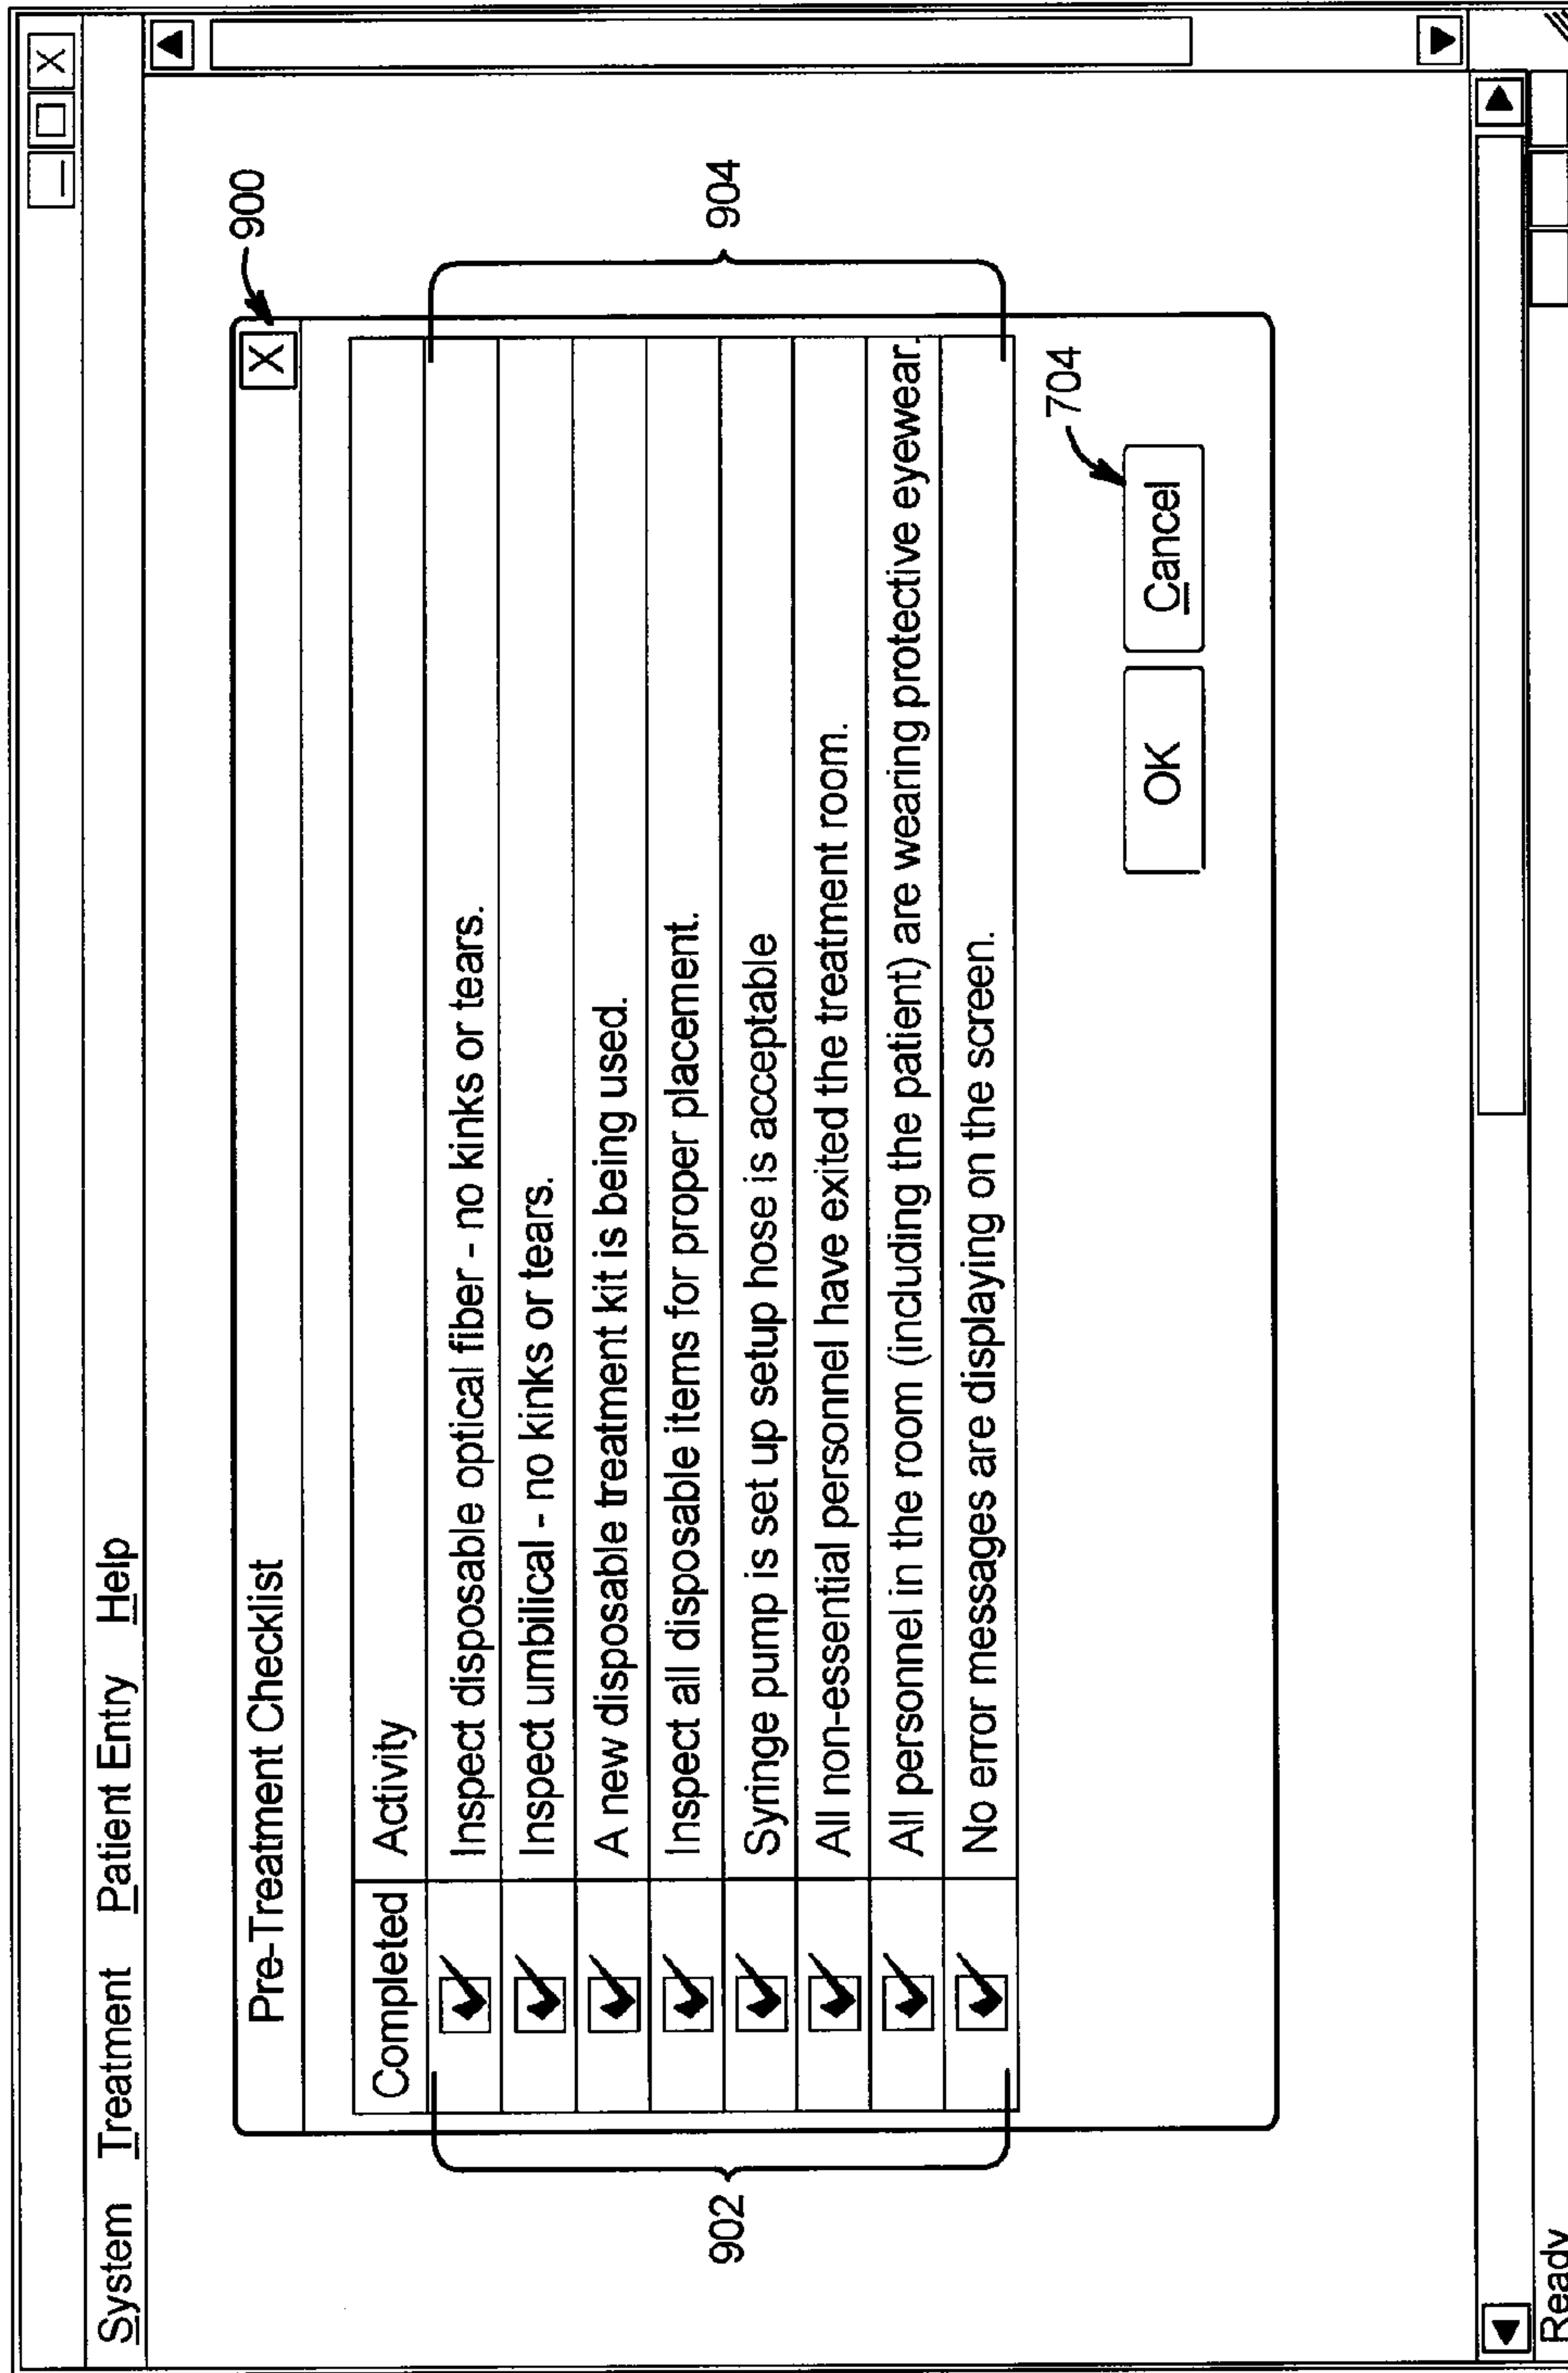 _ □ X
System Treatment Patient Entry Help
900
Pre-Treatment Checklist X
Completed Activity
Inspect disposable optical fiber - no kinks or tears.
Inspect umbilical - no kinks or tears.
A new disposable treatment kit is being used.
Inspect all disposable items for proper placement.
Syringe pump is set up setup hose is acceptable
All non-essential personnel have exited the treatment room.
All personnel in the room (including the patient) are wearing protective eyewear.
No error messages are displaying on the screen.
902
904
704
OK Cancel
Ready